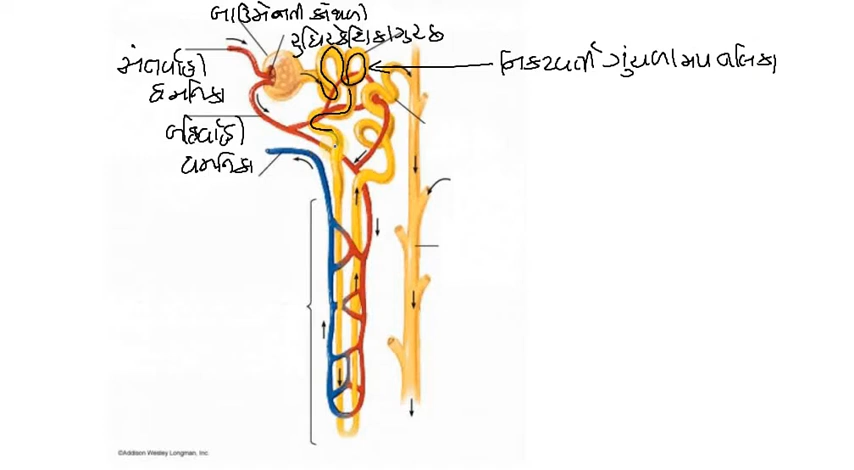 બાઉમેનની કોથળી
રુધિરકેશિકાગુચ્છ
અંતર્વાહી
ધમનિકા
નિકટવર્તી ગુંચળામય નલિકા
બહિર્વાહી
ધમનિકા
©Addison Wesley Longman, Inc.